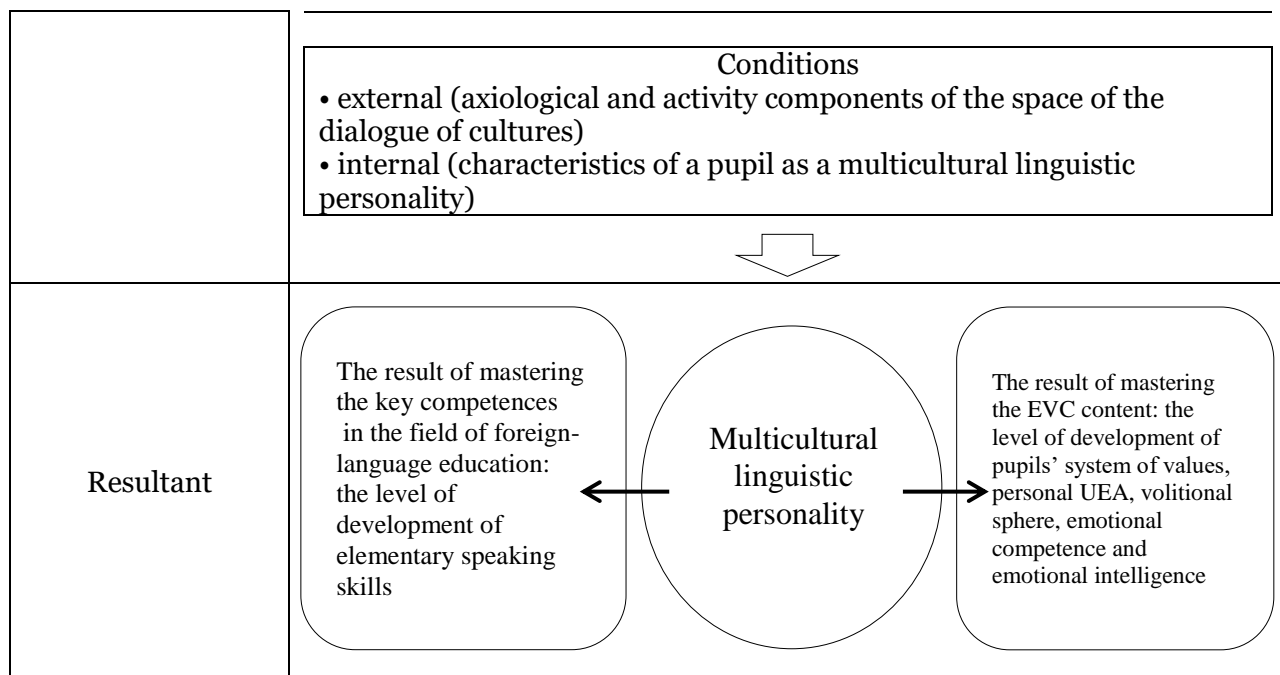 Conditions
• external (axiological and activity components of the space of the
dialogue of cultures)
• internal (characteristics of a pupil as a multicultural linguistic
personality)
Resultant
The result of mastering
the key competences
in the field of foreign-
language education:
the level of
development of
elementary speaking
skills
Multicultural
linguistic
personality
The result of mastering
the EVC content: the
level of development of
pupils’ system of values,
personal UEA, volitional
sphere, emotional
competence and
emotional intelligence